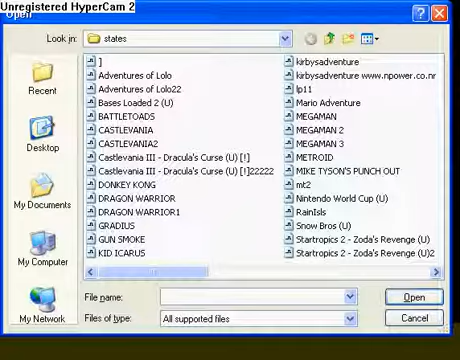 Unregistered HyperCam 2
Open
Look in:
states
Recent
Desktop
My Documents
My Computer
My Network
]
Adventures of Lolo
Adventures of Lolo22
Bases Loaded 2 (U)
BATTLETOADS
CASTLEVANIA
CASTLEVANIA2
Castlevania III - Dracula's Curse (U) [!]
Castlevania III - Dracula's Curse (U) [!]22222
DONKEY KONG
DRAGON WARRIOR
DRAGON WARRIOR1
GRADIUS
GUN SMOKE
KID ICARUS
kirbysadventure
kirbysadventure www.npower.co.nr
lp11
Mario Adventure
MEGAMAN
MEGAMAN 2
MEGAMAN 3
METROID
MIKE TYSON'S PUNCH OUT
mt2
Nintendo World Cup (U)
RainIsls
Snow Bros (U)
Startropics 2 - Zoda's Revenge (U)
Startropics 2 - Zoda's Revenge (U)2
File name:
Open
Files of type:
All supported files
Cancel